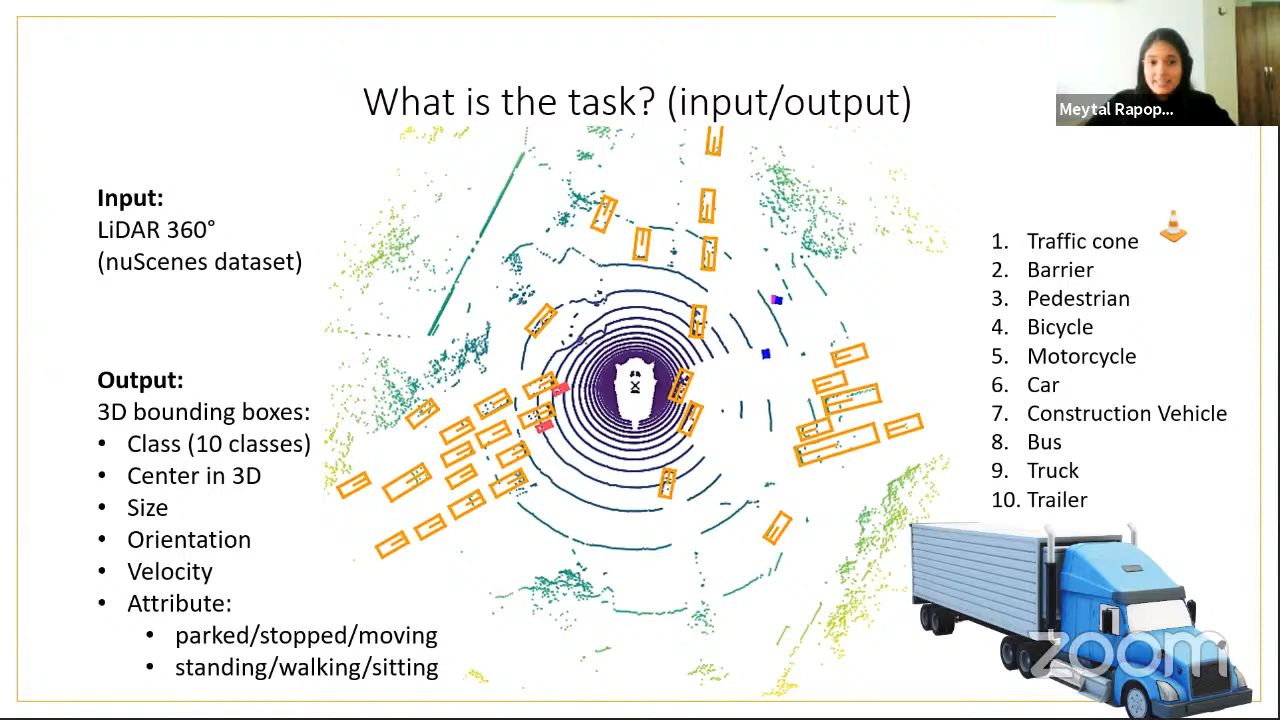 Meytal Rapop...
What is the task? (input/output)
Input:
LiDAR 360°
(nuScenes dataset)
Output:
3D bounding boxes:
• Class (10 classes)
• Center in 3D
• Size
• Orientation
• Velocity
• Attribute:
• parked/stopped/moving
• standing/walking/sitting
1. Traffic cone
2. Barrier
3. Pedestrian
4. Bicycle
5. Motorcycle
6. Car
7. Construction Vehicle
8. Bus
9. Truck
10. Trailer
zoom